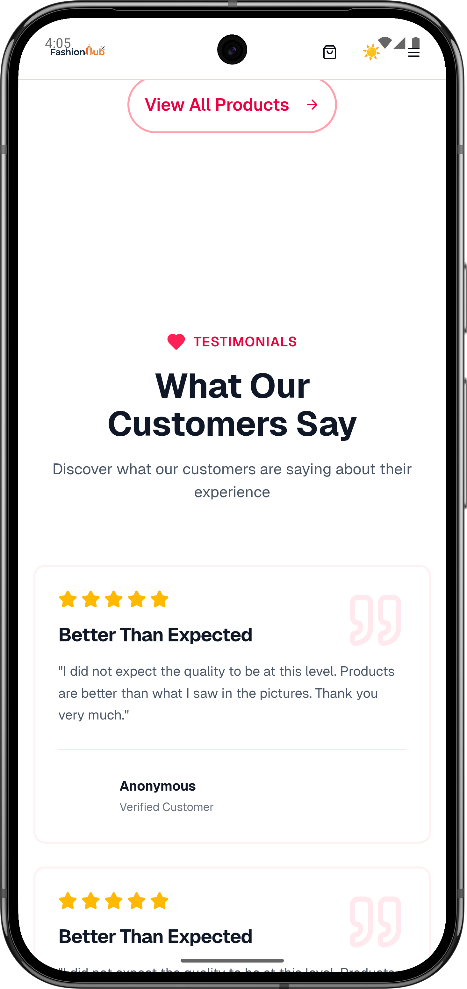 4:05
FashionHub
View All Products
TESTIMONIALS
What Our
Customers Say
Discover what our customers are saying about their
experience
Better Than Expected
"I did not expect the quality to be at this level. Products
are better than what I saw in the pictures. Thank you
very much."
Anonymous
Verified Customer
Better Than Expected
"I did not expect the quality to be at this level. Products